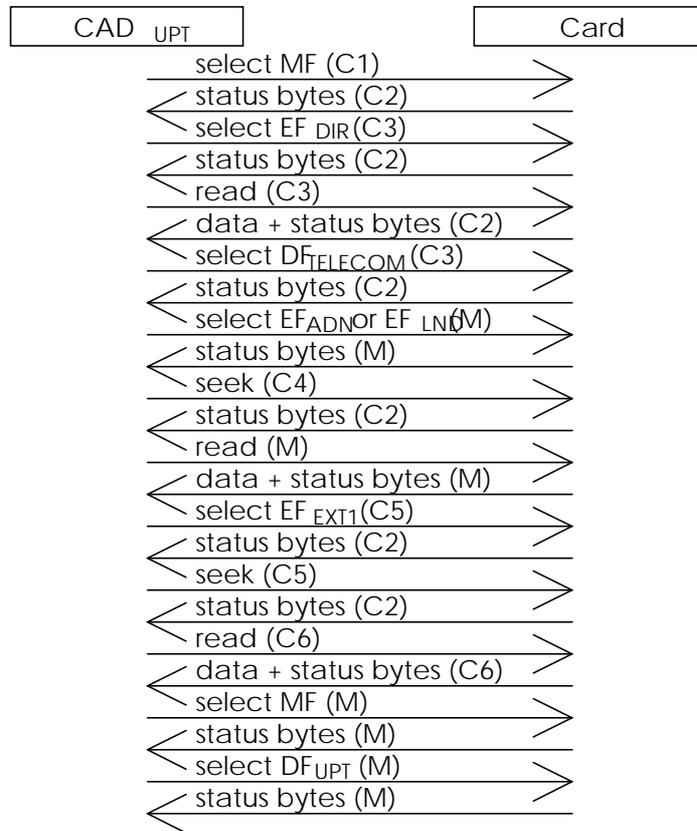 CAD UPT
Card
select MF (C1)
status bytes (C2)
select EF DIR (C3)
status bytes (C2)
read (C3)
data + status bytes (C2)
select DFTELECOM (C3)
status bytes (C2)
select EFADN or EF LND(M)
status bytes (M)
seek (C4)
status bytes (C2)
read (M)
data + status bytes (M)
select EF EXT1 (C5)
status bytes (C2)
seek (C5)
status bytes (C2)
read (C6)
data + status bytes (C6)
select MF (M)
status bytes (M)
select DFUPT (M)
status bytes (M)